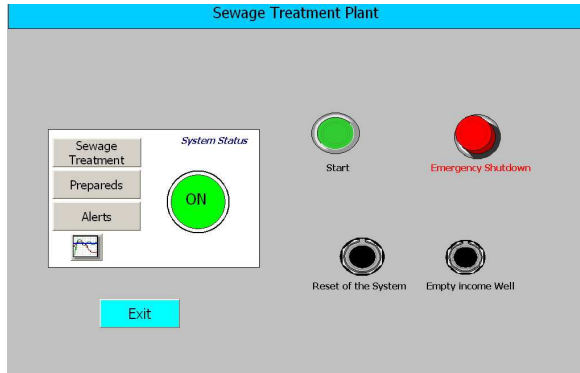 Sewage Treatment Plant
Sewage
Treatment
System Status
Prepareds
ON
Alerts
Start
Emergency Shutdown
Reset of the System
Empty income Well
Exit